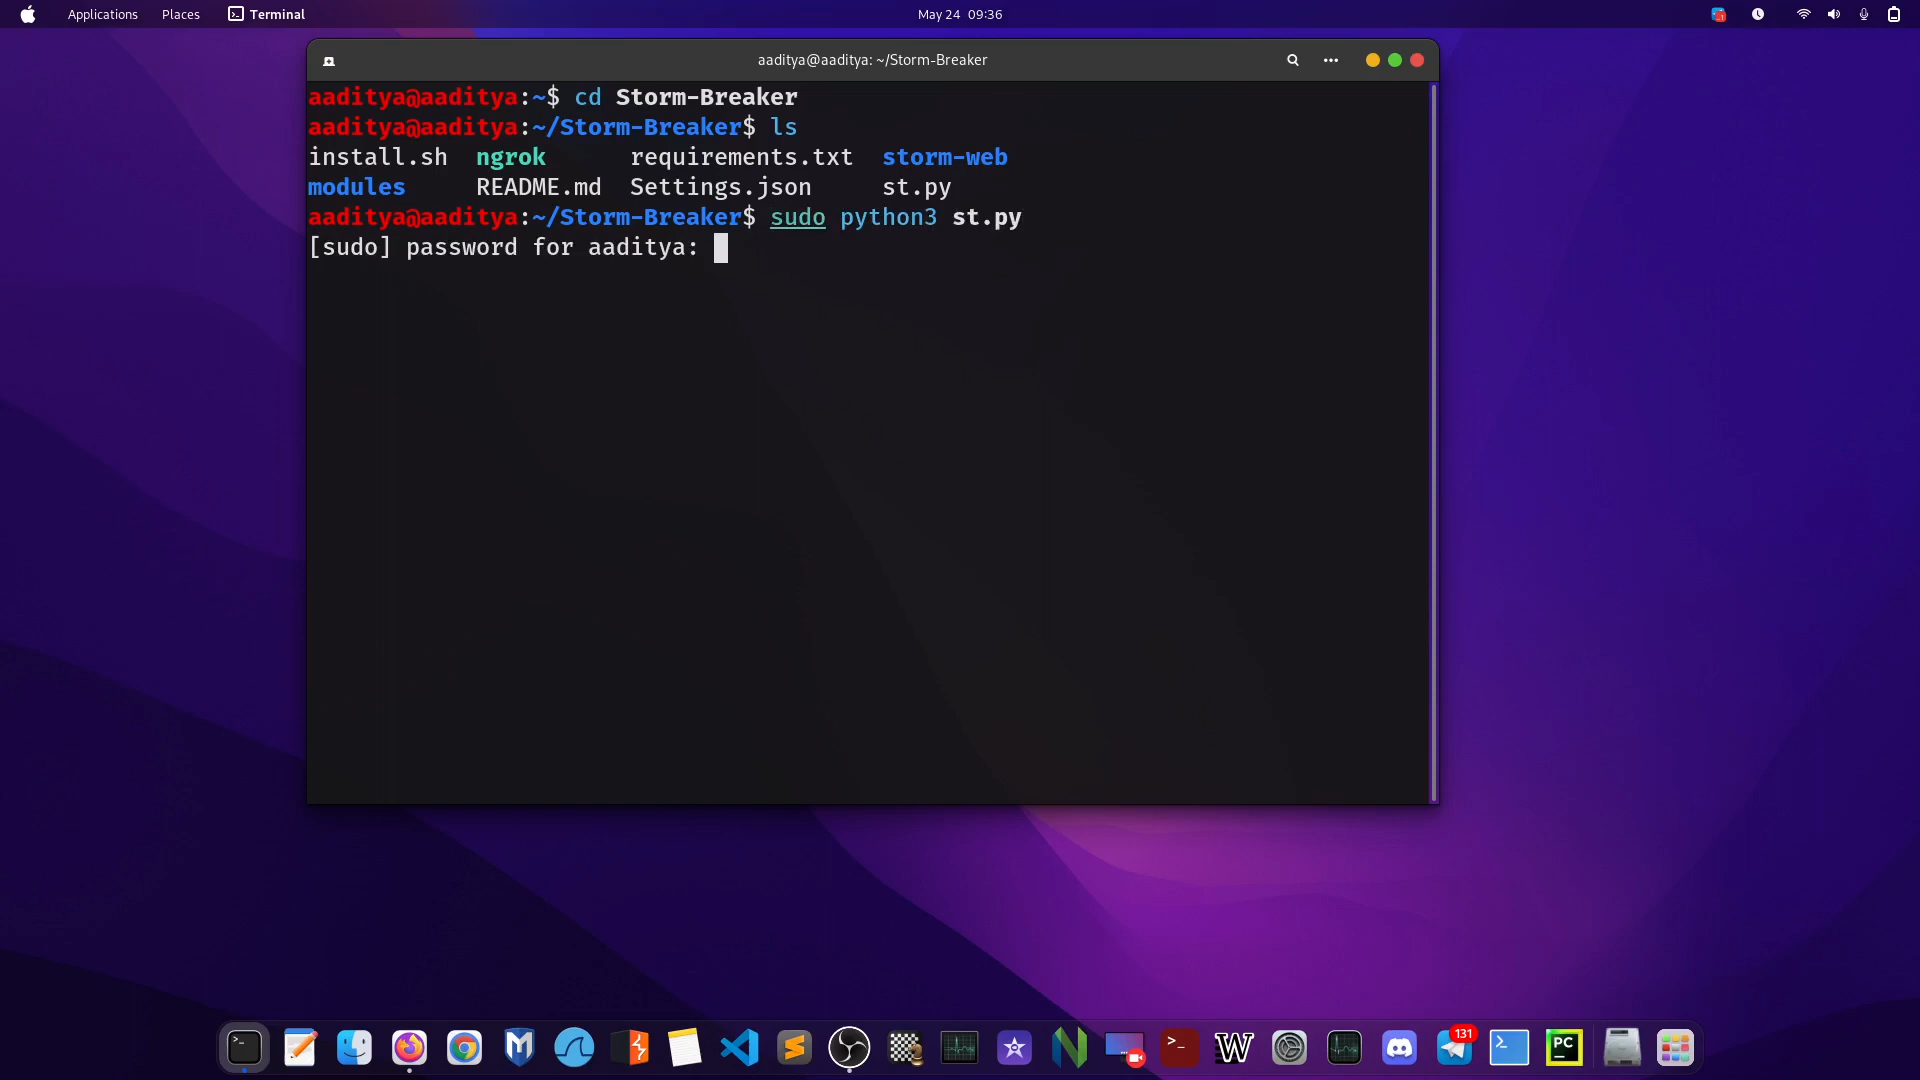 Applications Places Terminal May 24 09:36
aaditya@aaditya: ~/Storm-Breaker
aaditya@aaditya:~$ cd Storm-Breaker
aaditya@aaditya:~/Storm-Breaker$ ls
install.sh ngrok requirements.txt storm-web
modules README.md Settings.json st.py
aaditya@aaditya:~/Storm-Breaker$ sudo python3 st.py
[sudo] password for aaditya:
131
PC